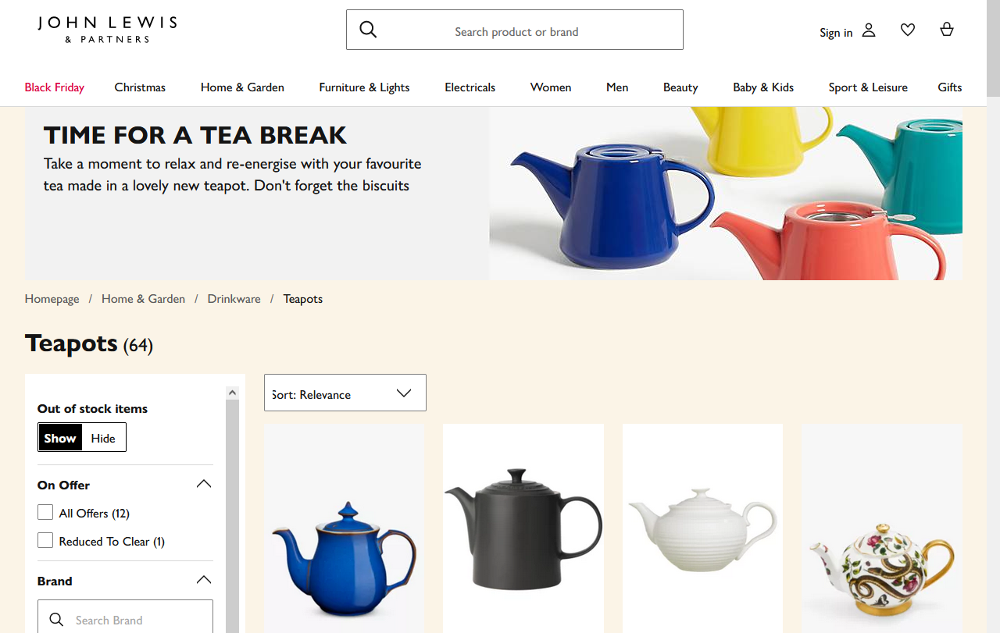 JOHN LEWIS
& PARTNERS
Search product or brand
Sign in
Black Friday
Christmas
Home & Garden
Furniture & Lights
Electricals
Women
Men
Beauty
Baby & Kids
Sport & Leisure
Gifts
TIME FOR A TEA BREAK
Take a moment to relax and re-energise with your favourite
tea made in a lovely new teapot. Don't forget the biscuits
Homepage / Home & Garden / Drinkware / Teapots
Teapots (64)
Out of stock items
Show Hide
On Offer
All Offers (12)
Reduced To Clear (1)
Brand
Search Brand
Sort: Relevance